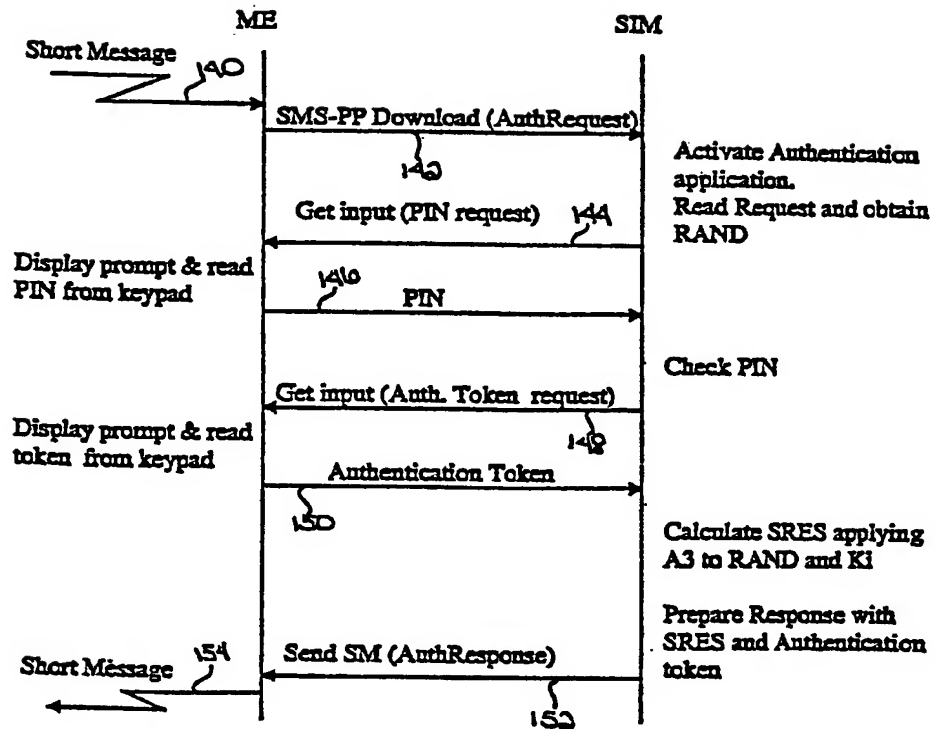 ME
SIM
Short Message
140
SMS-PP Download (AuthRequest)
142
Activate Authentication
application.
Read Request and obtain
RAND
Get input (PIN request)
144
Display prompt & read
PIN from keypad
146
PIN
Check PIN
Get input (Auth. Token request)
148
Display prompt & read
token from keypad
Authentication Token
150
Calculate SRES applying
A3 to RAND and Ki
Prepare Response with
SRES and Authentication
token
Send SM (AuthResponse)
152
Short Message
154